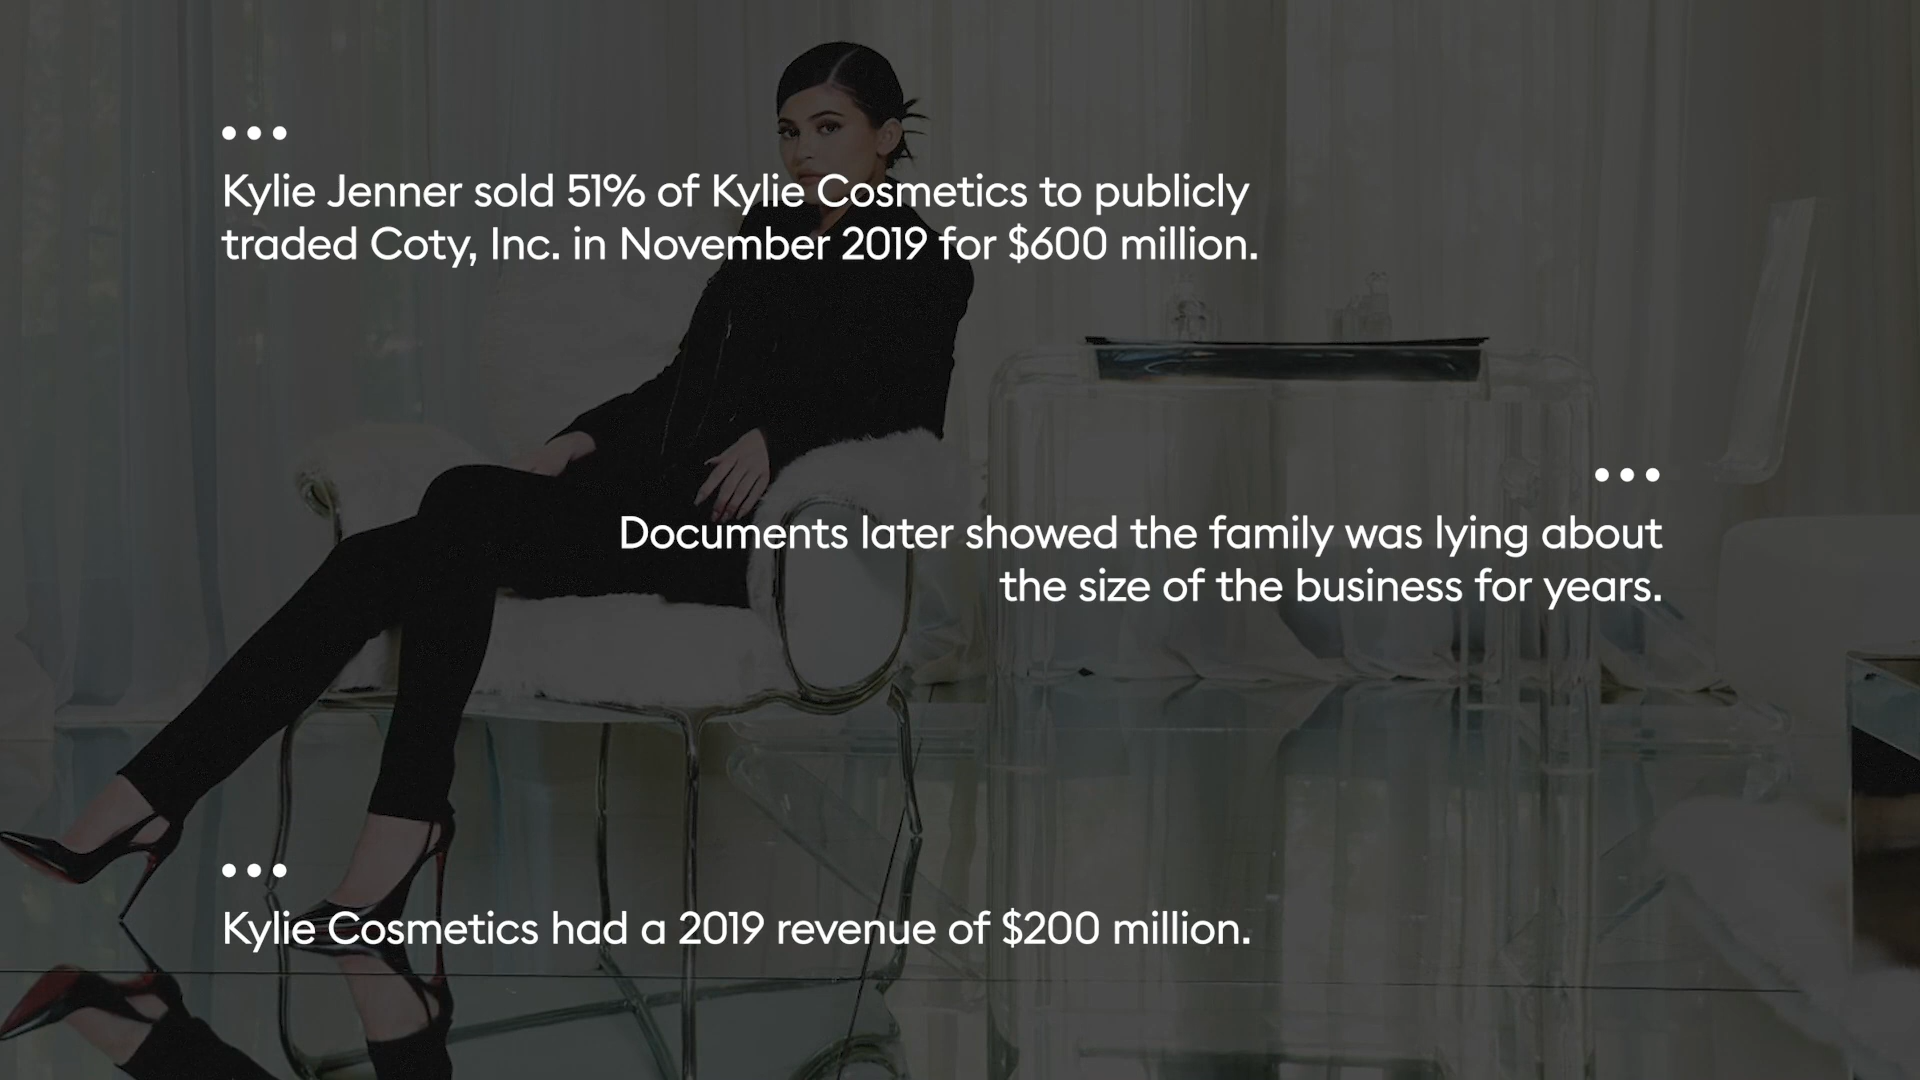 Kylie Jenner sold 51% of Kylie Cosmetics to publicly
traded Coty, Inc. in November 2019 for $600 million.
Documents later showed the family was lying about
the size of the business for years.
Kylie Cosmetics had a 2019 revenue of $200 million.